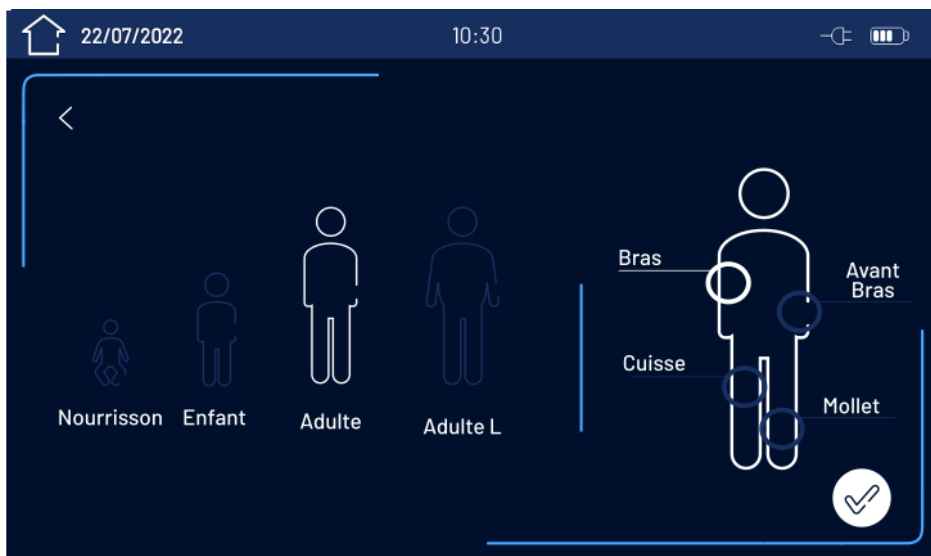 22/07/2022
10:30
Bras
Avant
Bras
Cuisse
Mollet
Nourrisson
Enfant
Adulte
Adulte L